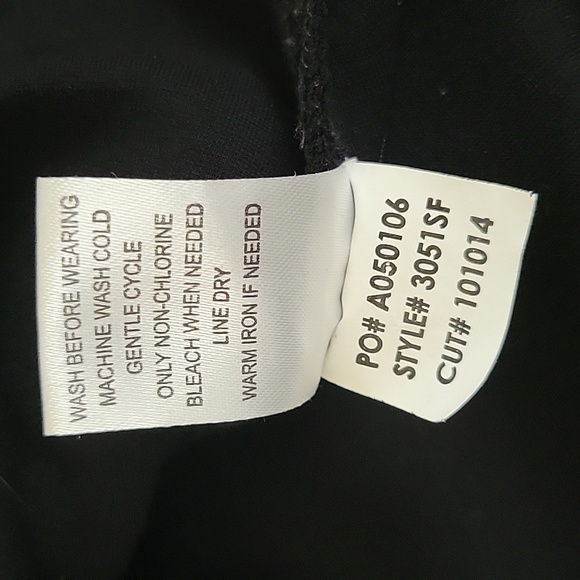 WASH BEFORE WEARING
MACHINE WASH COLD
GENTLE CYCLE
ONLY NON-CHLORINE
BLEACH WHEN NEEDED
LINE DRY
WARM IRON IF NEEDED
PO# A050106
STYLE# 3051SF
CUT# 101014